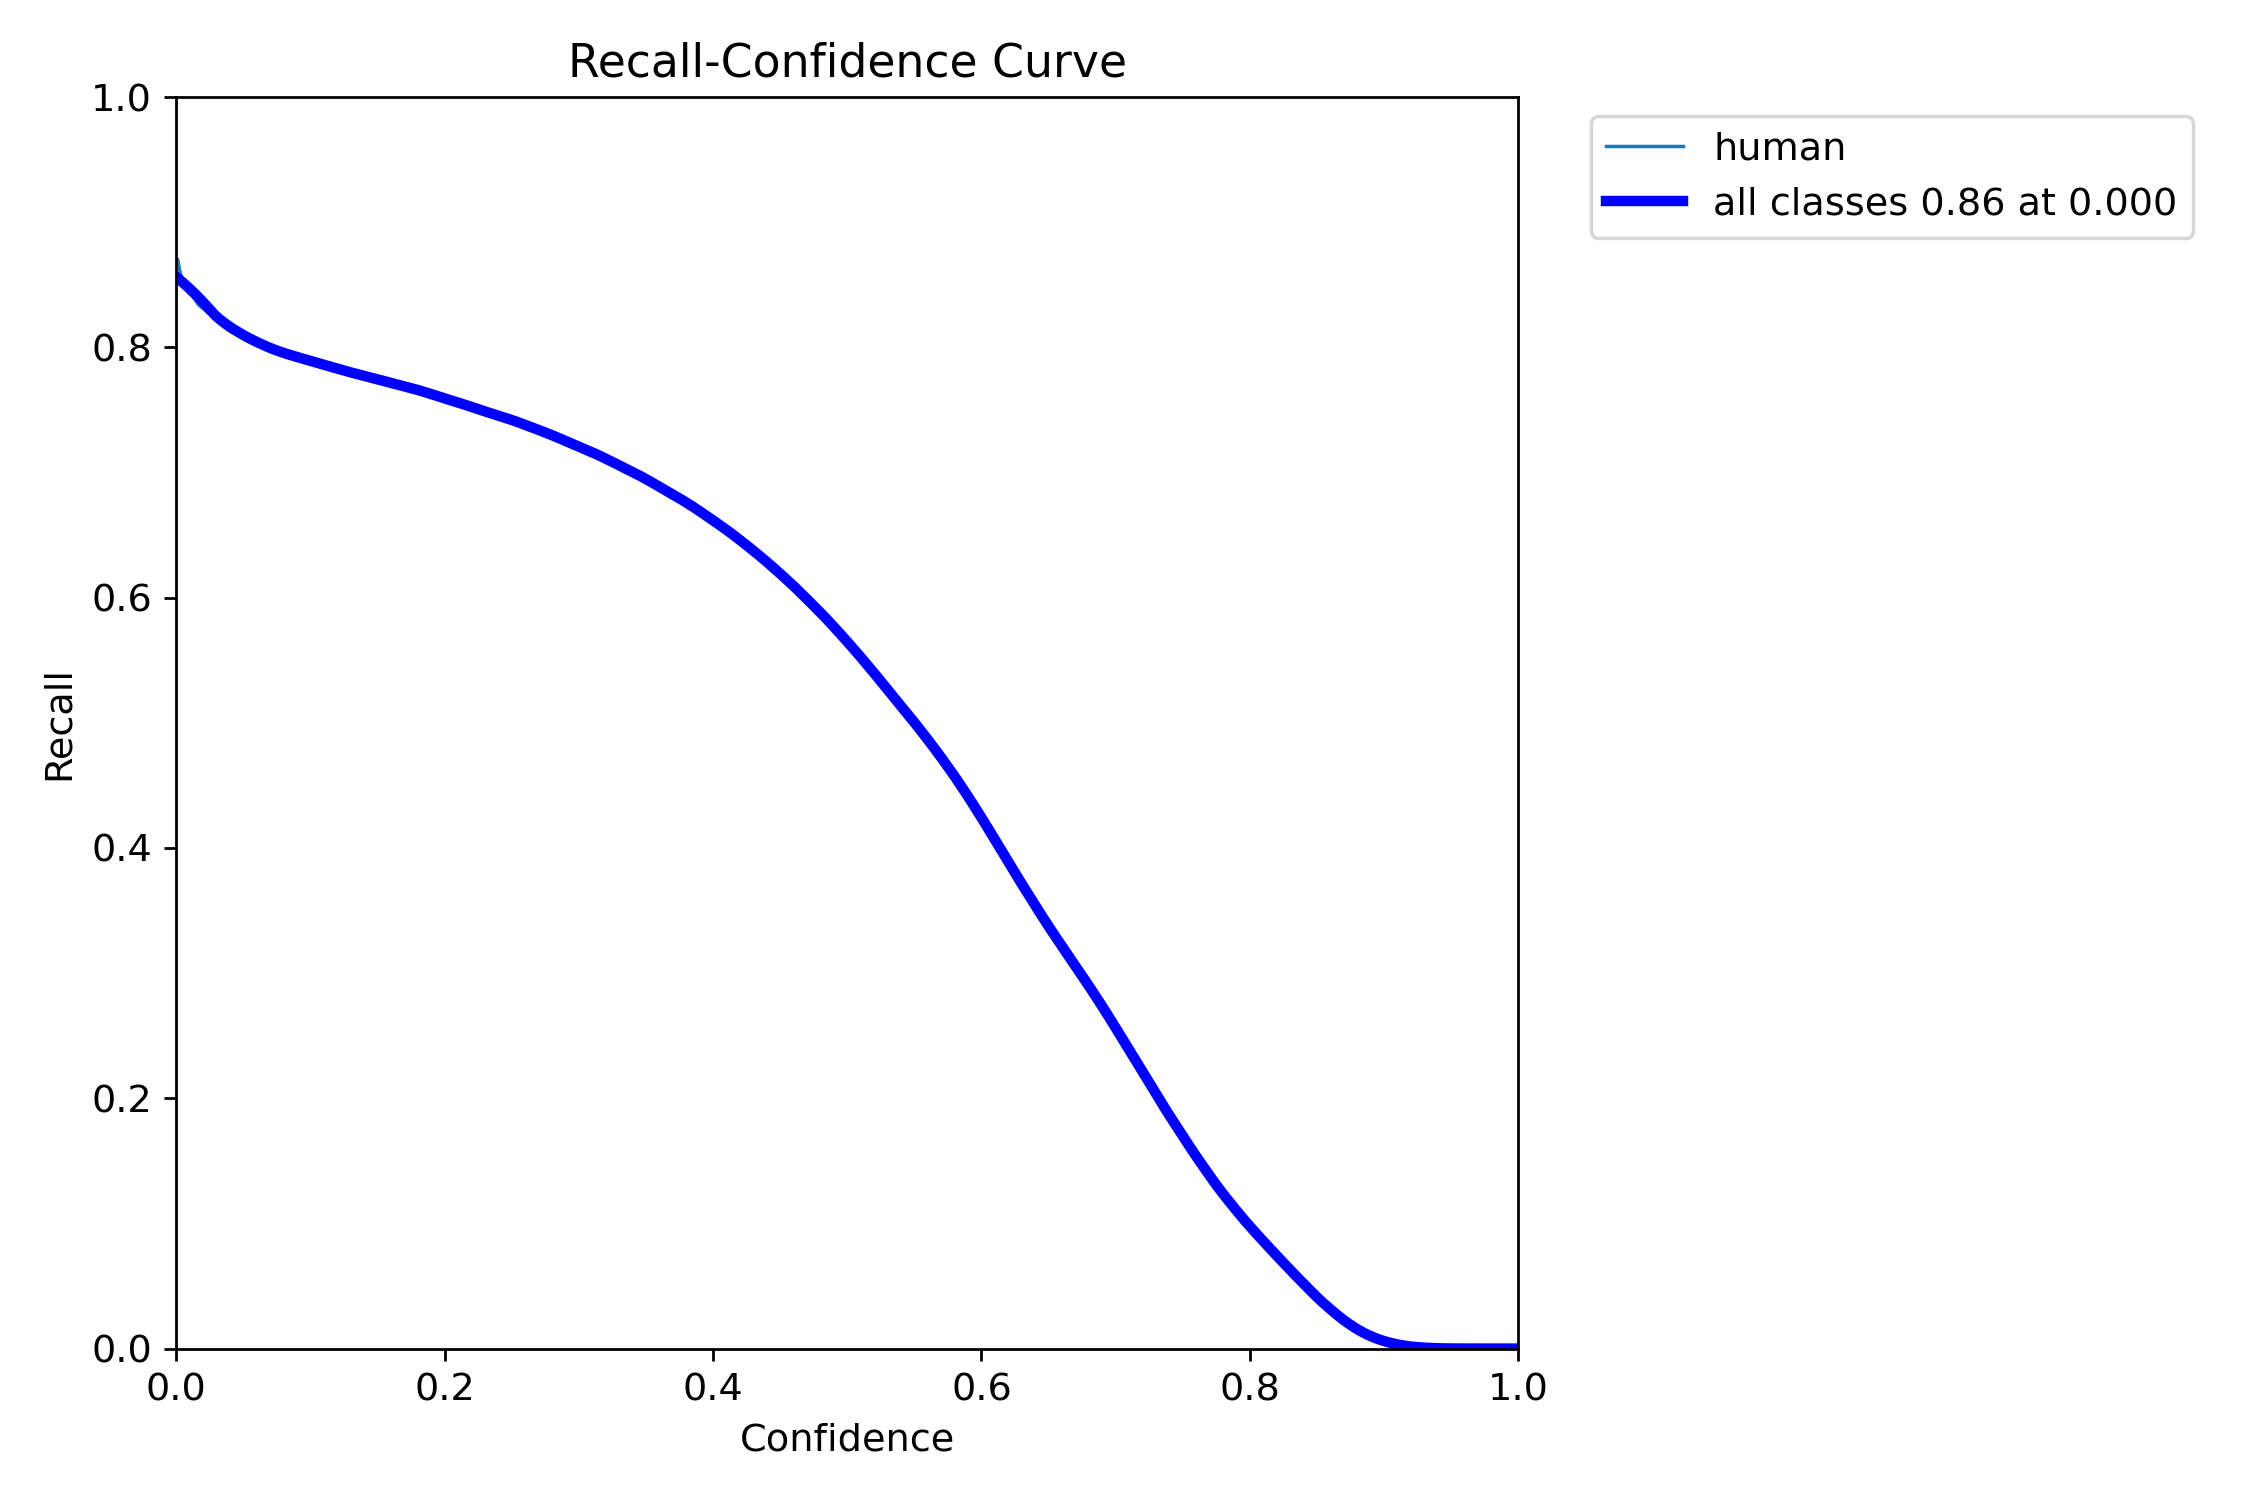 Recall-Confidence Curve
human
all classes 0.86 at 0.000
1.0
0.8
0.6
0.4
0.2
0.0
Recall
0.0 0.2 0.4 0.6 0.8 1.0
Confidence